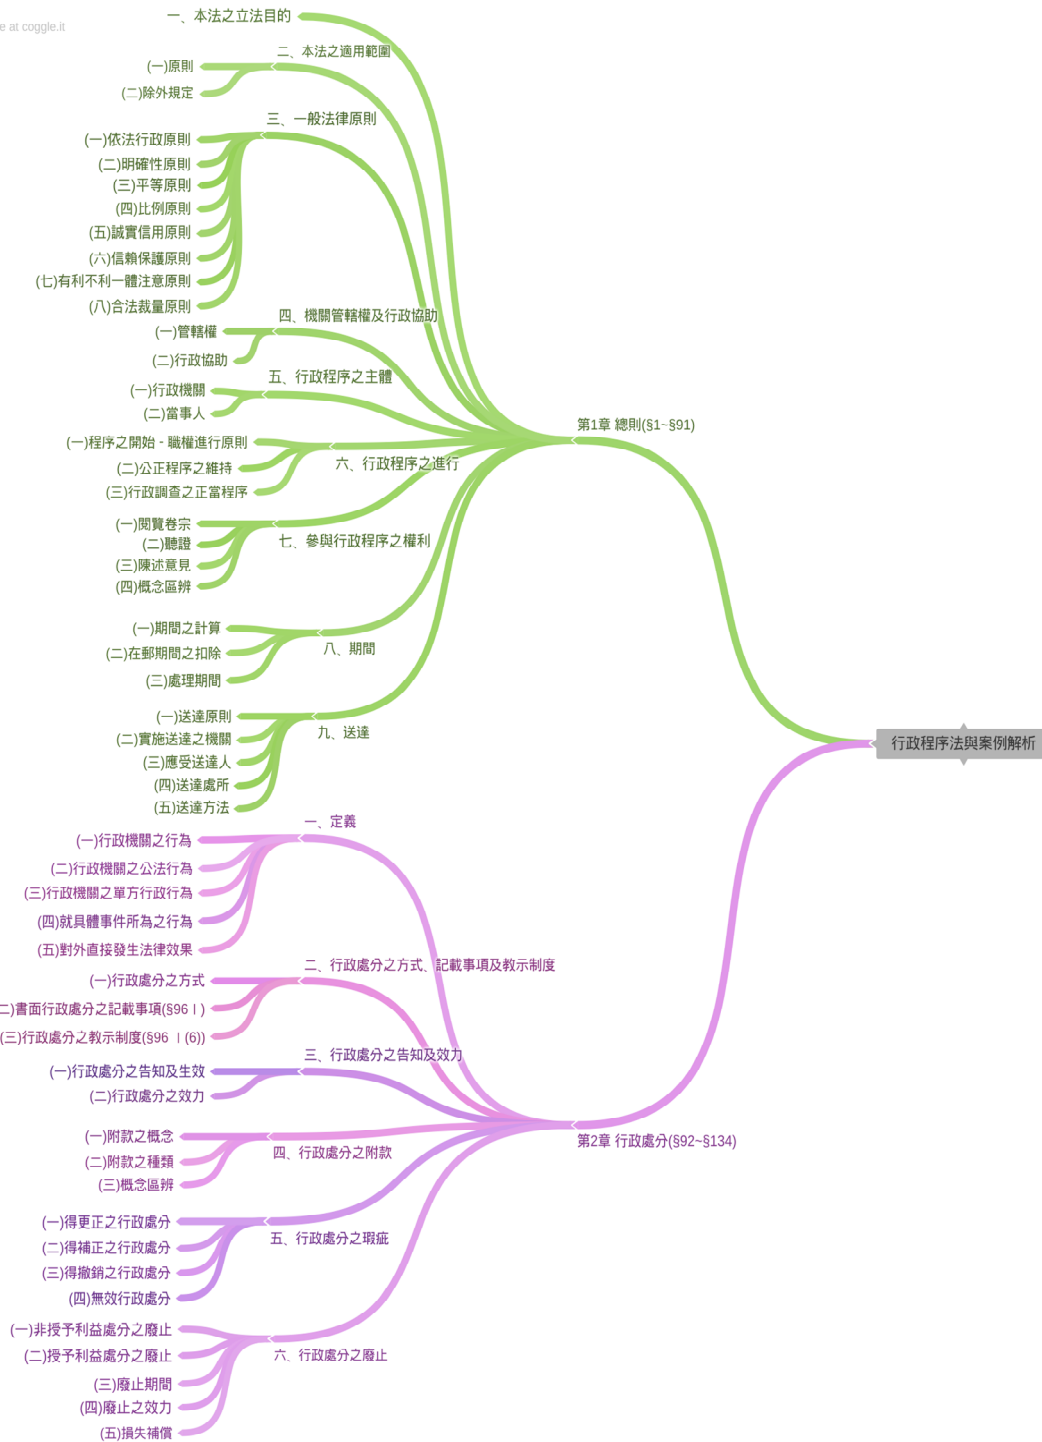 e at coggle.it
一、本法之立法目的
二、本法之適用範圍
(一)原則
(二)除外規定
三、一般法律原則
(一)依法行政原則
(二)明確性原則
(三)平等原則
(四)比例原則
(五)誠實信用原則
(六)信賴保護原則
(七)有利不利一體注意原則
(八)合法裁量原則
四、機關管轄權及行政協助
(一)管轄權
(二)行政協助
五、行政程序之主體
(一)行政機關
(二)當事人
第1章 總則(§1~§91)
(一)程序之開始 - 職權進行原則
六、行政程序之進行
(二)公正程序之維持
(三)行政調查之正當程序
(一)閱覽卷宗
七、參與行政程序之權利
(二)聽證
(三)陳述意見
(四)概念區辨
(一)期間之計算
八、期間
(二)在郵期間之扣除
(三)處理期間
(一)送達原則
九、送達
(二)實施送達之機關
行政程序法與案例解析
(三)應受送達人
(四)送達處所
(五)送達方法
一、定義
(一)行政機關之行為
(二)行政機關之公法行為
(三)行政機關之單方行政行為
(四)就具體事件所為之行為
(五)對外直接發生法律效果
二、行政處分之方式、記載事項及教示制度
(一)行政處分之方式
二)書面行政處分之記載事項(§96Ⅰ)
(三)行政處分之教示制度(§96Ⅰ(6))
三、行政處分之告知及效力
(一)行政處分之告知及生效
(二)行政處分之效力
第2章 行政處分(§92~§134)
(一)附款之概念
四、行政處分之附款
(二)附款之種類
(三)概念區辨
(一)得更正之行政處分
五、行政處分之瑕疵
(二)得補正之行政處分
(三)得撤銷之行政處分
(四)無效行政處分
(一)非授予利益處分之廢止
六、行政處分之廢止
(二)授予利益處分之廢止
(三)廢止期間
(四)廢止之效力
(五)損失補償